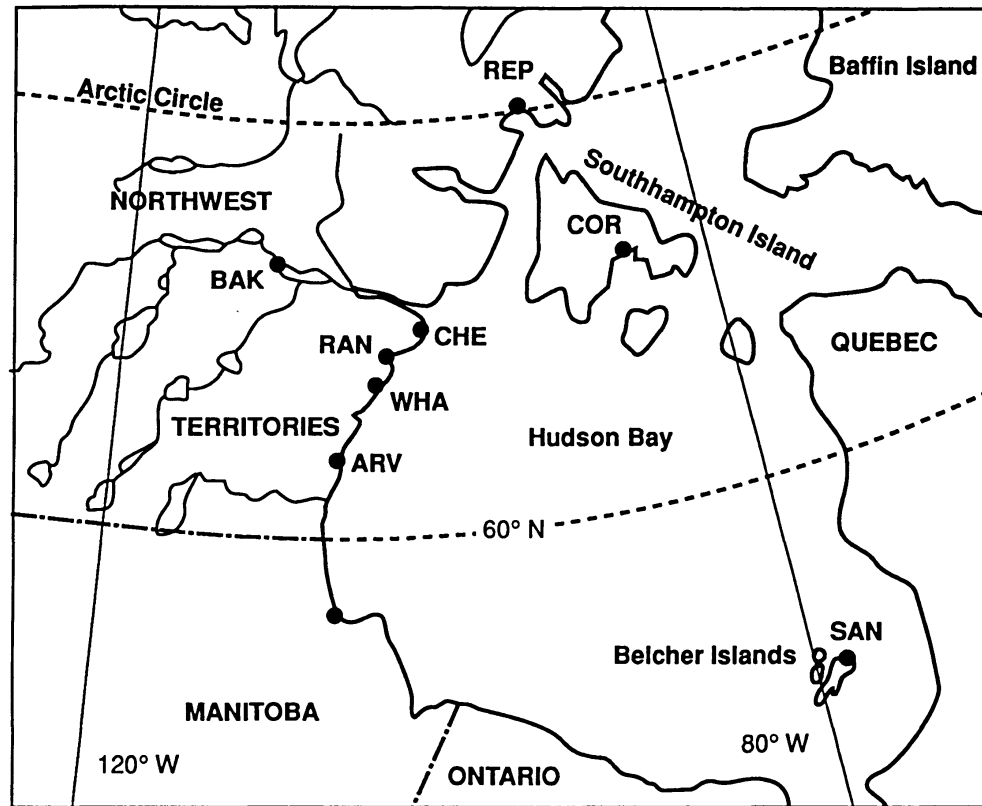 REP
Baffin Island
Arctic Circle
Southhampton Island
NORTHWEST
COR
BAK
RAN
CHE
QUEBEC
WHA
TERRITORIES
Hudson Bay
ARV
60° N
SAN
Belcher Islands
MANITOBA
80° W
120° W
ONTARIO